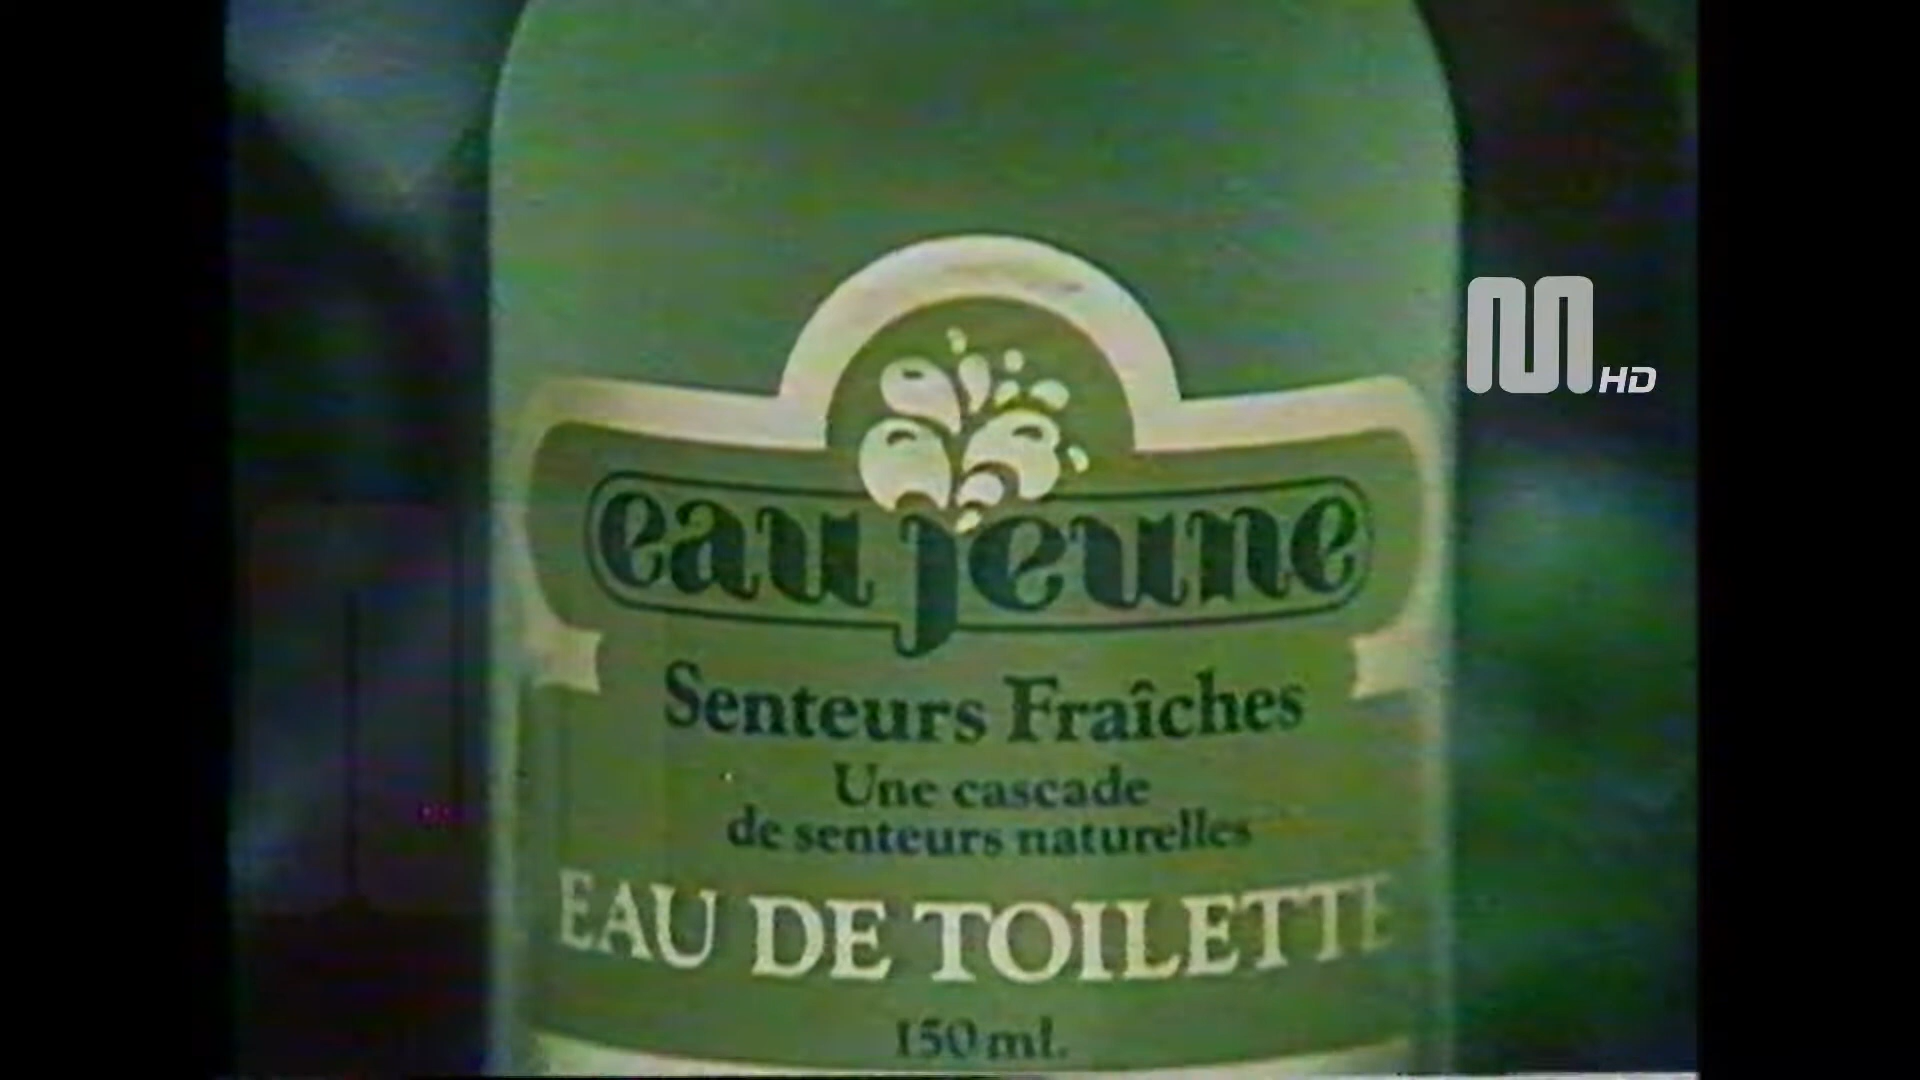 eau jeune
Senteurs Fraîches
Une cascade
de senteurs naturelles
EAU DE TOILETTE
150 ml.
M HD